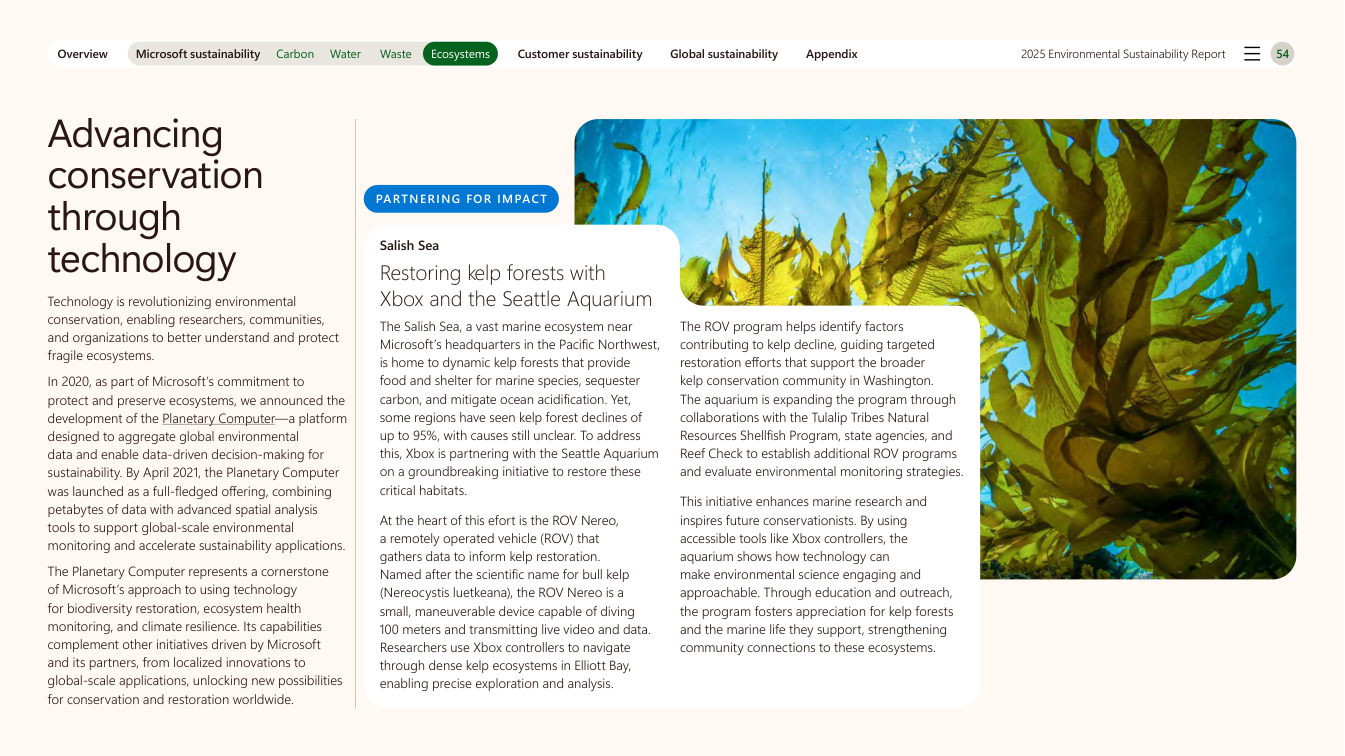 Overview
Microsoft sustainability
Carbon
Water
Waste
Ecosystems
Customer sustainability
Global sustainability
Appendix
2025 Environmental Sustainability Report
54
Advancing
conservation
through
technology
Technology is revolutionizing environmental
conservation, enabling researchers, communities,
and organizations to better understand and protect
fragile ecosystems.
In 2020, as part of Microsoft's commitment to
protect and preserve ecosystems, we announced the
development of the Planetary Computer—a platform
designed to aggregate global environmental
data and enable data-driven decision-making for
sustainability. By April 2021, the Planetary Computer
was launched as a full-fledged offering, combining
petabytes of data with advanced spatial analysis
tools to support global-scale environmental
monitoring and accelerate sustainability applications.
The Planetary Computer represents a cornerstone
of Microsoft's approach to using technology
for biodiversity restoration, ecosystem health
monitoring, and climate resilience. Its capabilities
complement other initiatives driven by Microsoft
and its partners, from localized innovations to
global-scale applications, unlocking new possibilities
for conservation and restoration worldwide.
PARTNERING FOR IMPACT
Salish Sea
Restoring kelp forests with
Xbox and the Seattle Aquarium
The Salish Sea, a vast marine ecosystem near
Microsoft's headquarters in the Pacific Northwest,
is home to dynamic kelp forests that provide
food and shelter for marine species, sequester
carbon, and mitigate ocean acidification. Yet,
some regions have seen kelp forest declines of
up to 95%, with causes still unclear. To address
this, Xbox is partnering with the Seattle Aquarium
on a groundbreaking initiative to restore these
critical habitats.
At the heart of this efort is the ROV Nereo,
a remotely operated vehicle (ROV) that
gathers data to inform kelp restoration.
Named after the scientific name for bull kelp
(Nereocystis luetkeana), the ROV Nereo is a
small, maneuverable device capable of diving
100 meters and transmitting live video and data.
Researchers use Xbox controllers to navigate
through dense kelp ecosystems in Elliott Bay,
enabling precise exploration and analysis.
The ROV program helps identify factors
contributing to kelp decline, guiding targeted
restoration efforts that support the broader
kelp conservation community in Washington.
The aquarium is expanding the program through
collaborations with the Tulalip Tribes Natural
Resources Shellfish Program, state agencies, and
Reef Check to establish additional ROV programs
and evaluate environmental monitoring strategies.
This initiative enhances marine research and
inspires future conservationists. By using
accessible tools like Xbox controllers, the
aquarium shows how technology can
make environmental science engaging and
approachable. Through education and outreach,
the program fosters appreciation for kelp forests
and the marine life they support, strengthening
community connections to these ecosystems.